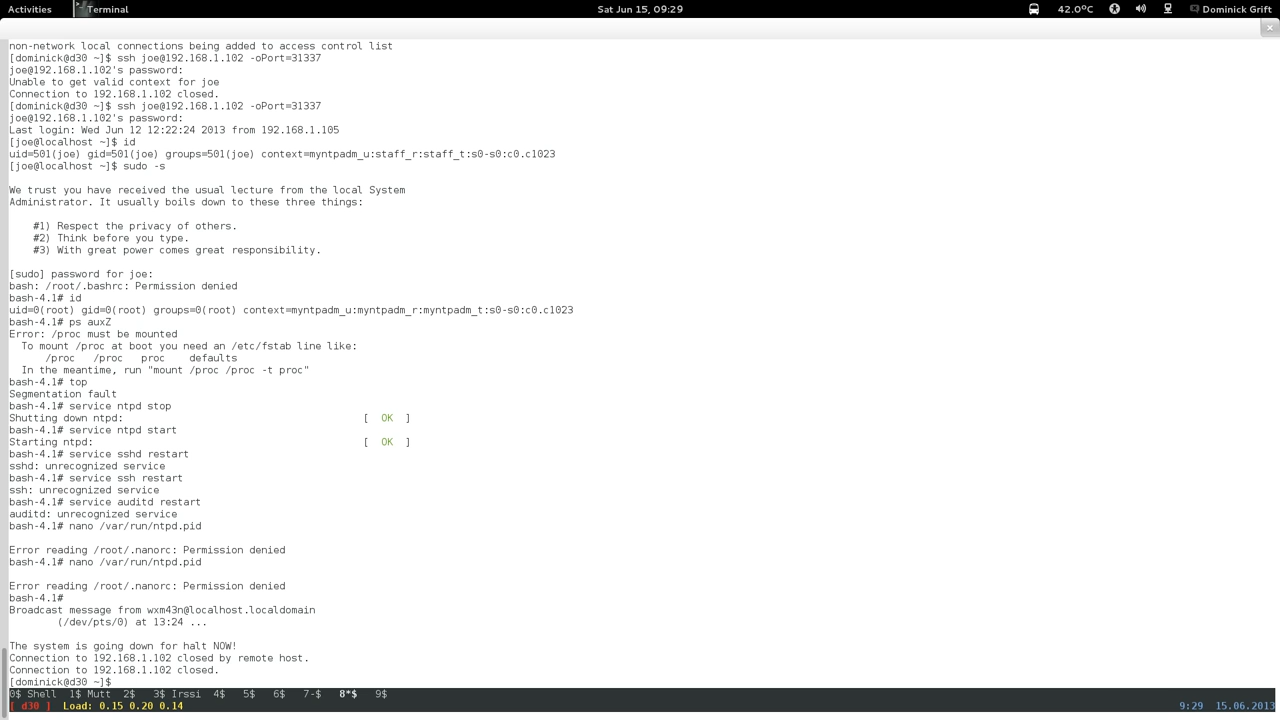 Activities Terminal Sat Jun 15, 09:29 42.0ºC Dominick Grift
non-network local connections being added to access control list
[dominick@d30 ~]$ ssh joe@192.168.1.102 -oPort=31337
joe@192.168.1.102's password:
Unable to get valid context for joe
Connection to 192.168.1.102 closed.
[dominick@d30 ~]$ ssh joe@192.168.1.102 -oPort=31337
joe@192.168.1.102's password:
Last login: Wed Jun 12 12:22:24 2013 from 192.168.1.105
[joe@localhost ~]$ id
uid=501(joe) gid=501(joe) groups=501(joe) context=myntpadm_u:staff_r:staff_t:s0-s0:c0.c1023
[joe@localhost ~]$ sudo -s
We trust you have received the usual lecture from the local System
Administrator. It usually boils down to these three things:
#1) Respect the privacy of others.
#2) Think before you type.
#3) With great power comes great responsibility.
[sudo] password for joe:
bash: /root/.bashrc: Permission denied
bash-4.1# id
uid=0(root) gid=0(root) groups=0(root) context=myntpadm_u:myntpadm_r:myntpadm_t:s0-s0:c0.c1023
bash-4.1# ps auxZ
Error: /proc must be mounted
To mount /proc at boot you need an /etc/fstab line like:
/proc /proc proc defaults
In the meantime, run "mount /proc /proc -t proc"
bash-4.1# top
Segmentation fault
bash-4.1# service ntpd stop
Shutting down ntpd: [ OK ]
bash-4.1# service ntpd start
Starting ntpd: [ OK ]
bash-4.1# service sshd restart
sshd: unrecognized service
bash-4.1# service ssh restart
ssh: unrecognized service
bash-4.1# service auditd restart
auditd: unrecognized service
bash-4.1# nano /var/run/ntpd.pid
Error reading /root/.nanorc: Permission denied
bash-4.1# nano /var/run/ntpd.pid
Error reading /root/.nanorc: Permission denied
bash-4.1#
Broadcast message from wxm43n@localhost.localdomain
(/dev/pts/0) at 13:24 ...
The system is going down for halt NOW!
Connection to 192.168.1.102 closed by remote host.
Connection to 192.168.1.102 closed.
[dominick@d30 ~]$
0$ Shell 1$ Mutt 2$ 3$ Irssi 4$ 5$ 6$ 7-$ 8*$ 9$
[ d30 ] Load: 0.15 0.20 0.14 9:29 15.06.2013